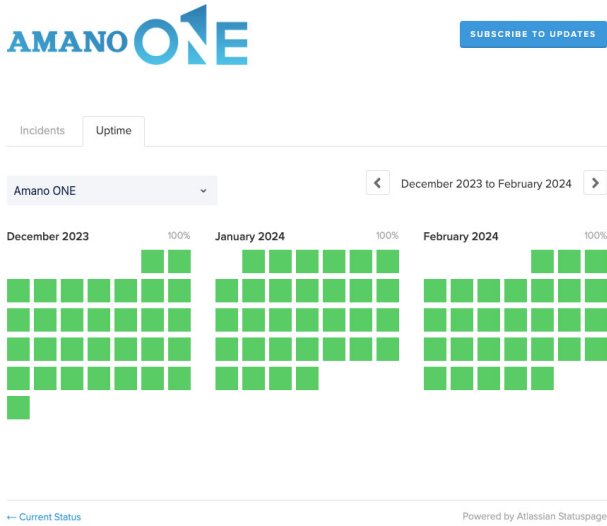 AMANO ONE
SUBSCRIBE TO UPDATES
Incidents
Uptime
Amano ONE
December 2023 to February 2024
December 2023
100%
January 2024
100%
February 2024
100%
← Current Status
Powered by Atlassian Statuspage